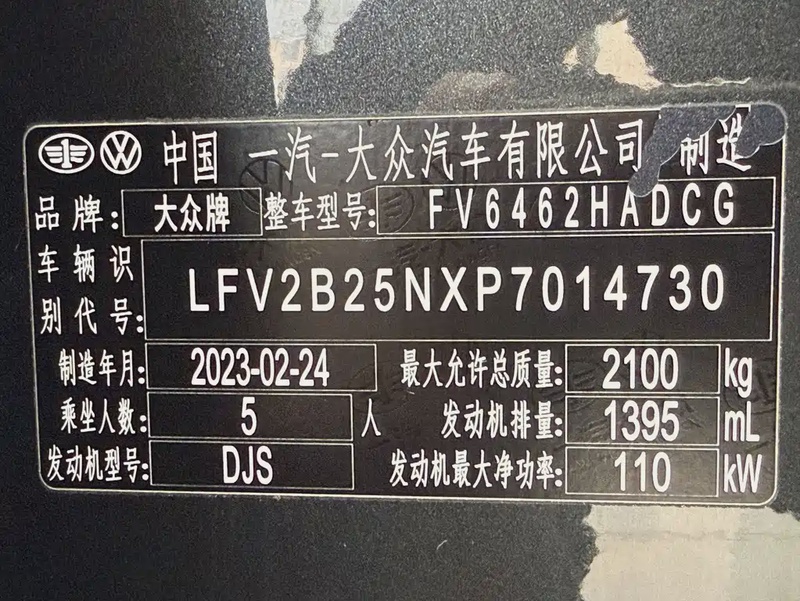 中国 一汽-大众汽车有限公司 制造
品牌: 大众牌 整车型号: FV6462HADCG
车辆识别代号: LFV2B25NXP7014730
制造年月: 2023-02-24 最大允许总质量: 2100 kg
乘坐人数: 5 人 发动机排量: 1395 mL
发动机型号: DJS 发动机最大净功率: 110 kW